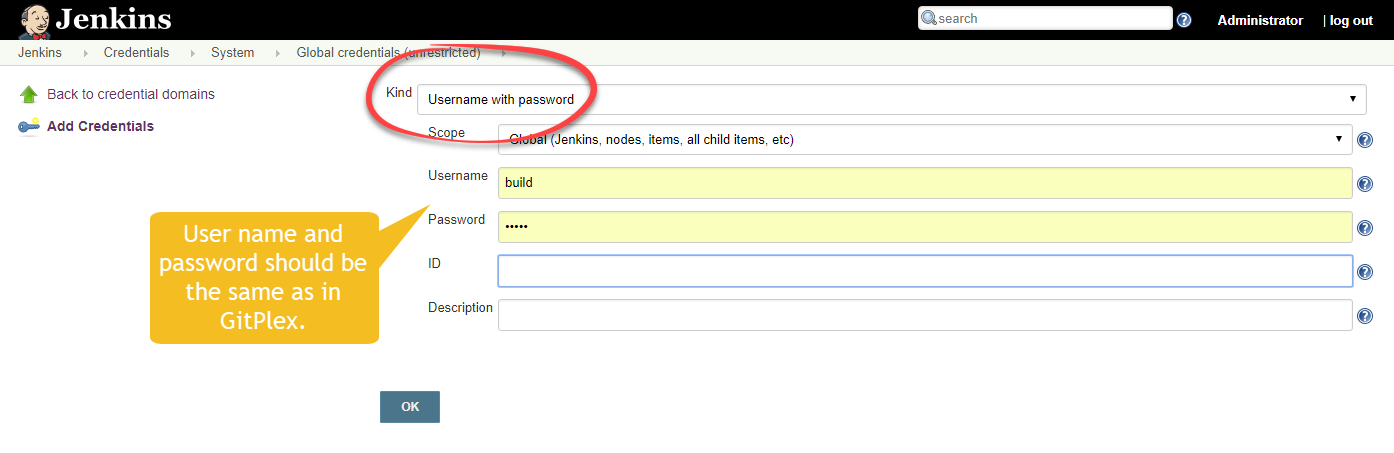 Jenkins
search
Administrator | log out
Jenkins Credentials System Global credentials (unrestricted)
Back to credential domains
Add Credentials
Kind Username with password
Scope Global (Jenkins, nodes, items, all child items, etc)
Username build
Password •••••
ID
Description
User name and
password should be
the same as in
GitPlex.
OK